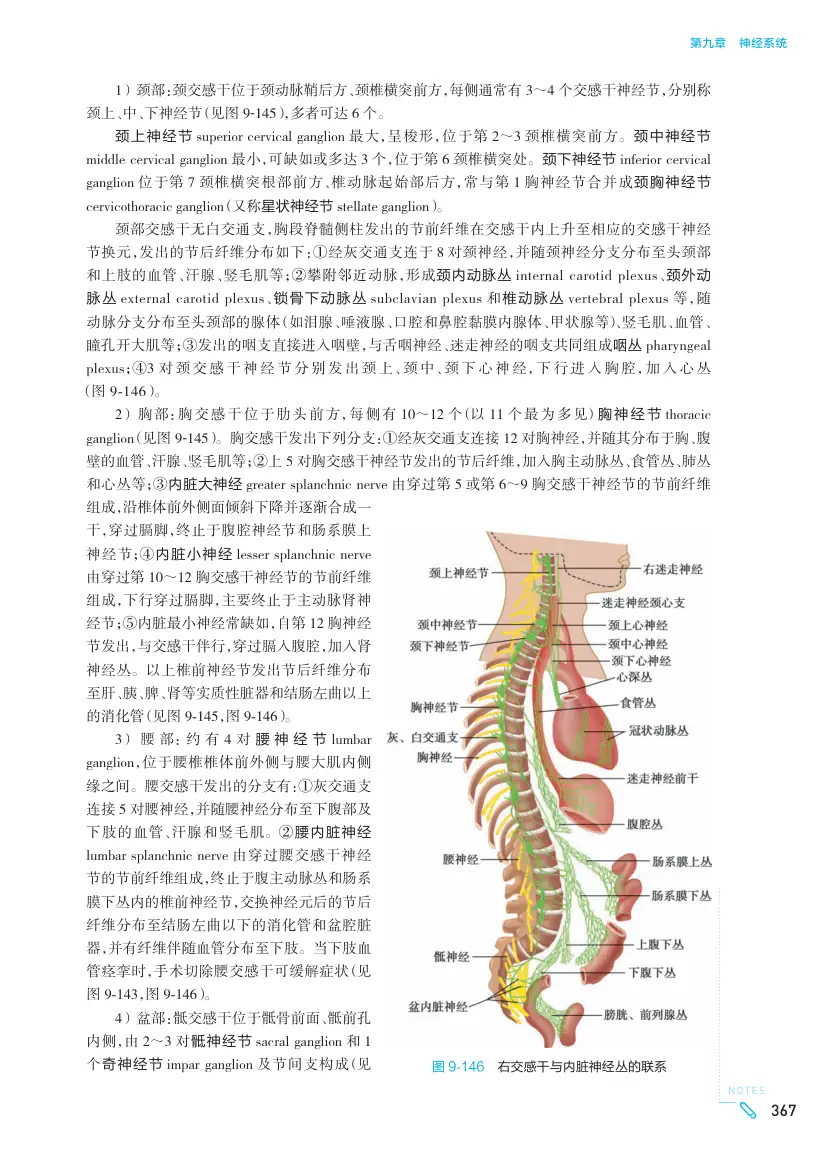 第九章 神经系统
1）颈部:颈交感干位于颈动脉鞘后方、颈椎横突前方,每侧通常有 3～4 个交感干神经节,分别称
颈上、中、下神经节（见图 9-145）,多者可达 6 个。
颈上神经节 superior cervical ganglion 最大,呈梭形,位于第 2～3 颈椎横突前方。颈中神经节
middle cervical ganglion 最小,可缺如或多达 3 个,位于第 6 颈椎横突处。颈下神经节 inferior cervical
ganglion 位于第 7 颈椎横突根部前方、椎动脉起始部后方,常与第 1 胸神经节合并成颈胸神经节
cervicothoracic ganglion（又称星状神经节 stellate ganglion）。
颈部交感干无白交通支,胸段脊髓侧柱发出的节前纤维在交感干内上升至相应的交感干神经
节换元,发出的节后纤维分布如下:①经灰交通支连于 8 对颈神经,并随颈神经分支分布至头颈部
和上肢的血管、汗腺、竖毛肌等;②攀附邻近动脉,形成颈内动脉丛 internal carotid plexus、颈外动
脉丛 external carotid plexus、锁骨下动脉丛 subclavian plexus 和椎动脉丛 vertebral plexus 等,随
动脉分支分布至头颈部的腺体（如泪腺、唾液腺、口腔和鼻腔黏膜内腺体、甲状腺等）、竖毛肌、血管、
瞳孔开大肌等;③发出的咽支直接进入咽壁,与舌咽神经、迷走神经的咽支共同组成咽丛 pharyngeal
plexus;④3 对颈交感干神经节分别发出颈上、颈中、颈下心神经,下行进入胸腔,加入心丛
（图 9-146）。
2）胸部:胸交感干位于肋头前方,每侧有 10～12 个（以 11 个最为多见）胸神经节 thoracic
ganglion（见图 9-145）。胸交感干发出下列分支:①经灰交通支连接 12 对胸神经,并随其分布于胸、腹
壁的血管、汗腺、竖毛肌等;②上 5 对胸交感干神经节发出的节后纤维,加入胸主动脉丛、食管丛、肺丛
和心丛等;③内脏大神经 greater splanchnic nerve 由穿过第 5 或第 6～9 胸交感干神经节的节前纤维
组成,沿椎体前外侧面倾斜下降并逐渐合成一
干,穿过膈脚,终止于腹腔神经节和肠系膜上
神经节;④内脏小神经 lesser splanchnic nerve
由穿过第 10～12 胸交感干神经节的节前纤维
组成,下行穿过膈脚,主要终止于主动脉肾神
经节;⑤内脏最小神经常缺如,自第 12 胸神经
节发出,与交感干伴行,穿过膈入腹腔,加入肾
神经丛。以上椎前神经节发出节后纤维分布
至肝、胰、脾、肾等实质性脏器和结肠左曲以上
的消化管（见图 9-145,图 9-146）。
3）腰部:约有 4 对腰神经节 lumbar
ganglion,位于腰椎椎体前外侧与腰大肌内侧
缘之间。腰交感干发出的分支有:①灰交通支
连接 5 对腰神经,并随腰神经分布至下腹部及
下肢的血管、汗腺和竖毛肌。②腰内脏神经
lumbar splanchnic nerve 由穿过腰交感干神经
节的节前纤维组成,终止于腹主动脉丛和肠系
膜下丛内的椎前神经节,交换神经元后的节后
纤维分布至结肠左曲以下的消化管和盆腔脏
器,并有纤维伴随血管分布至下肢。当下肢血
管痉挛时,手术切除腰交感干可缓解症状（见
图 9-143,图 9-146）。
4）盆部:骶交感干位于骶骨前面、骶前孔
内侧,由 2～3 对骶神经节 sacral ganglion 和 1
个奇神经节 impar ganglion 及节间支构成（见
颈上神经节
右迷走神经
迷走神经颈心支
颈中神经节
颈上心神经
颈下神经节
颈中心神经
颈下心神经
心深丛
食管丛
胸神经节
冠状动脉丛
灰、白交通支
胸神经
迷走神经前干
腹腔丛
腰神经
肠系膜上丛
肠系膜下丛
上腹下丛
骶神经
下腹下丛
盆内脏神经
膀胱、前列腺丛
图 9-146 右交感干与内脏神经丛的联系
NOTES
367